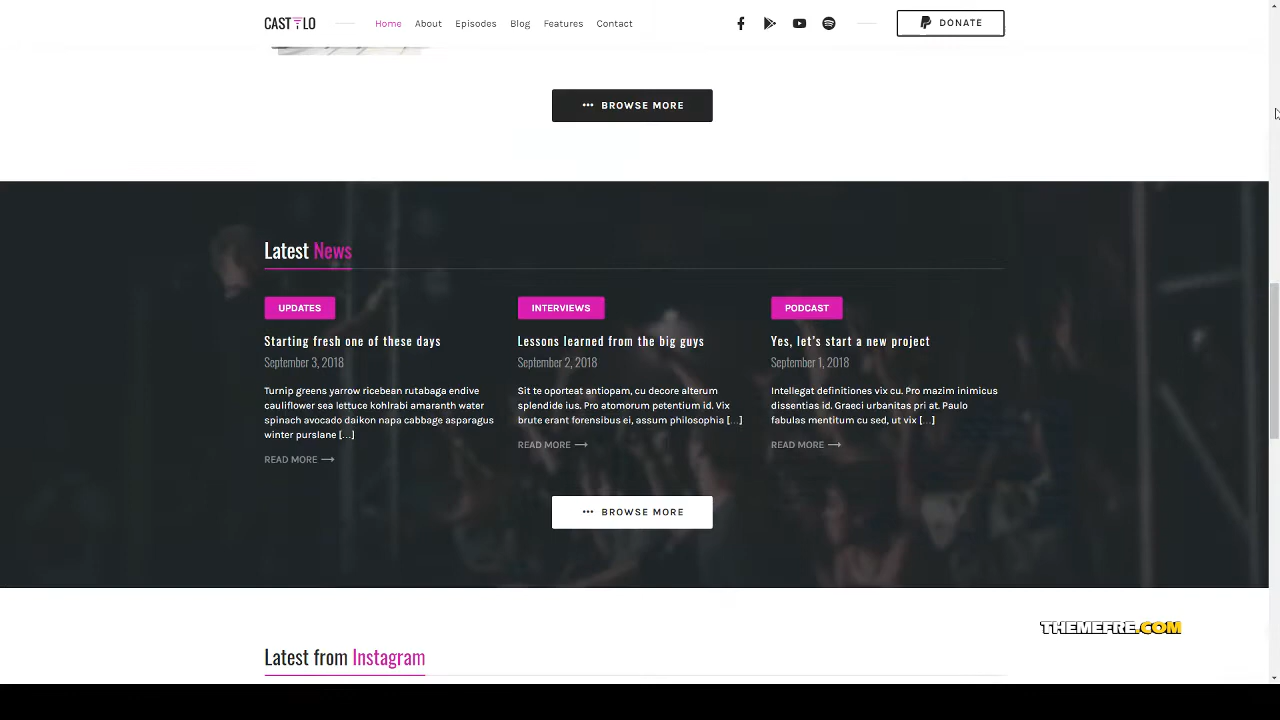 CASTILO
Home About Episodes Blog Features Contact
DONATE
BROWSE MORE
Latest News
UPDATES
Starting fresh one of these days
September 3, 2018
Turnip greens yarrow ricebean rutabaga endive
cauliflower sea lettuce kohlrabi amaranth water
spinach avocado daikon napa cabbage asparagus
winter purslane [...]
READ MORE
INTERVIEWS
Lessons learned from the big guys
September 2, 2018
Sit te oporteat antiopam, cu decore alterum
splendide ius. Pro atomorum petentium id. Vix
brute erant forensibus ei, assum philosophia [...]
READ MORE
PODCAST
Yes, let's start a new project
September 1, 2018
Intellegat definitiones vix cu. Pro mazim inimicus
dissentias id. Graeci urbanitas pri at. Paulo
fabulas mentitum cu sed, ut vix [...]
READ MORE
BROWSE MORE
THEMEFRE.COM
Latest from Instagram